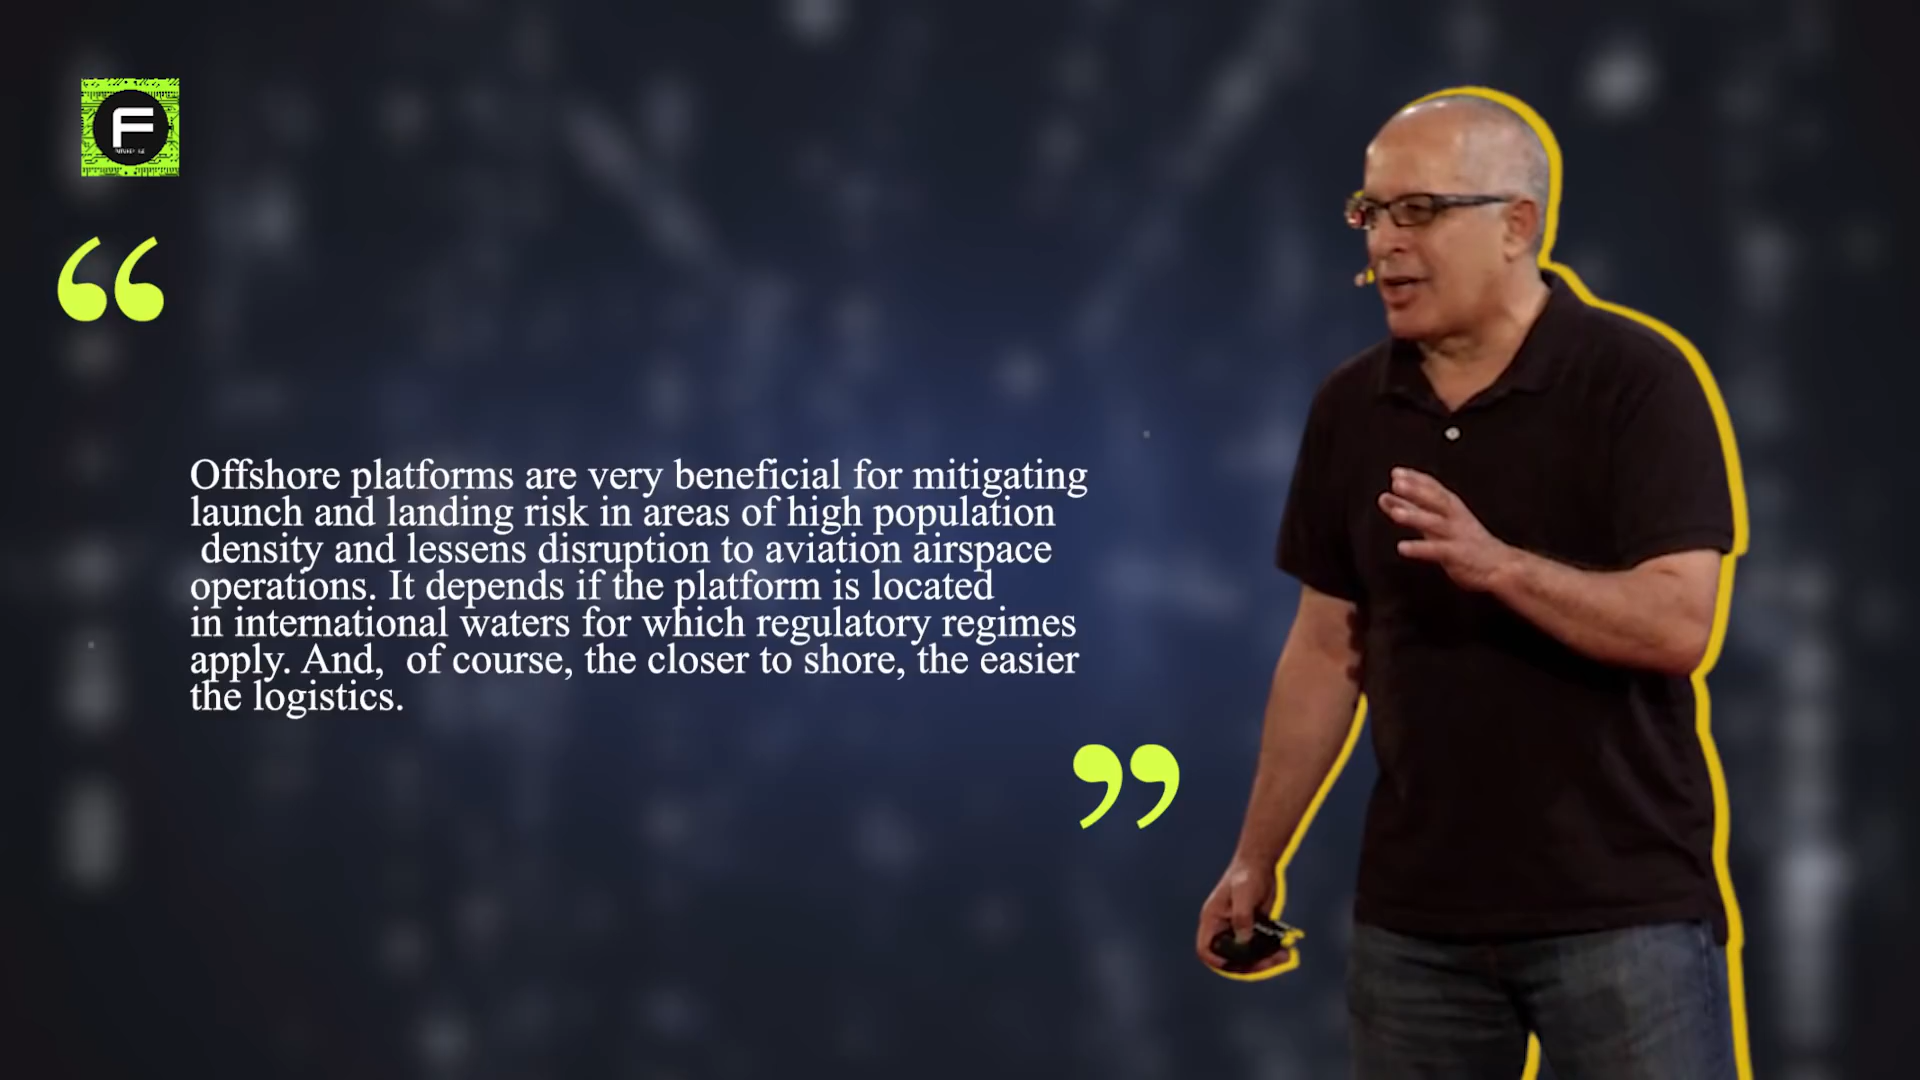 F
Offshore platforms are very beneficial for mitigating
launch and landing risk in areas of high population
density and lessens disruption to aviation airspace
operations. It depends if the platform is located
in international waters for which regulatory regimes
apply. And,  of course, the closer to shore, the easier
the logistics.